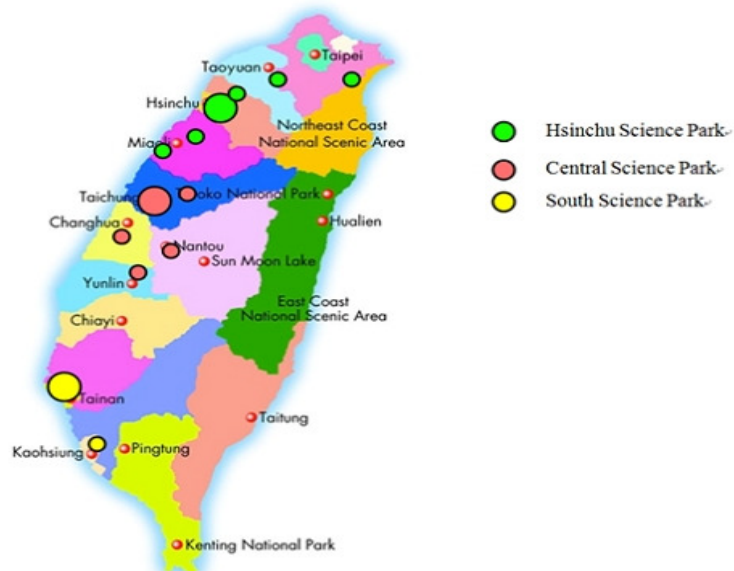 Taipei
Taoyuan
Hsinchu
Northeast Coast
National Scenic Area
National Park
Taichung
Changhua
Hualien
Nantou
Sun Moon Lake
Yunlin
East Coast
National Scenic Area
Chiayi
Tainan
Taitung
Kaohsiung
Pingtung
Kenting National Park
Hsinchu Science Park
Central Science Park
South Science Park